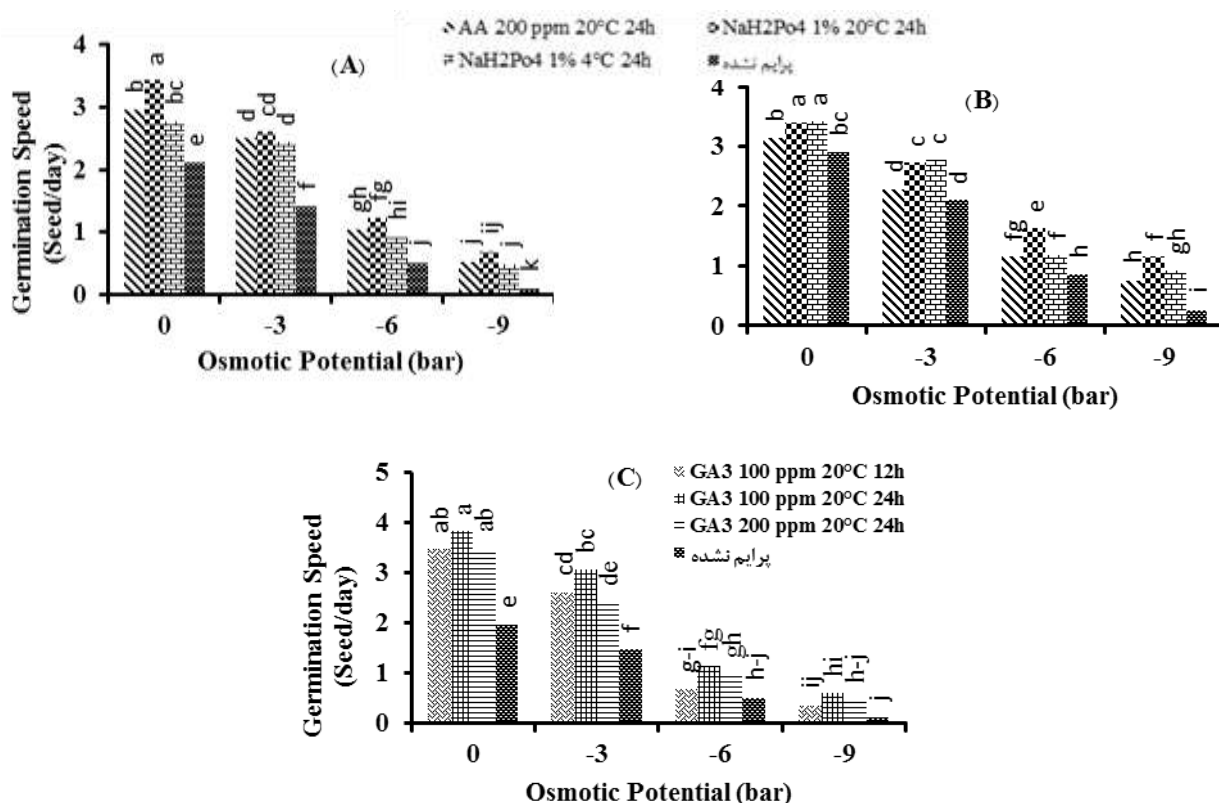 AA 200 ppm 20°C 24h
NaH2Po4 1% 20°C 24h
NaH2Po4 1% 4°C 24h
پرایم نشده
(A)
Germination Speed
(Seed/day)
4
3
2
1
0
b a bc e
d cd d f
gh fg hi j
j ij j k
0 -3 -6 -9
Osmotic Potential (bar)
(B)
4
3
2
1
0
b a a bc
d c c d
fg e f h
h f gh i
0 -3 -6 -9
Osmotic Potential (bar)
(C)
GA3 100 ppm 20°C 12h
GA3 100 ppm 20°C 24h
GA3 200 ppm 20°C 24h
پرایم نشده
Germination Speed
(Seed/day)
5
4
3
2
1
0
ab a ab e
cd bc de f
g-i fg gh h-j
ij hi h-j j
0 -3 -6 -9
Osmotic Potential (bar)